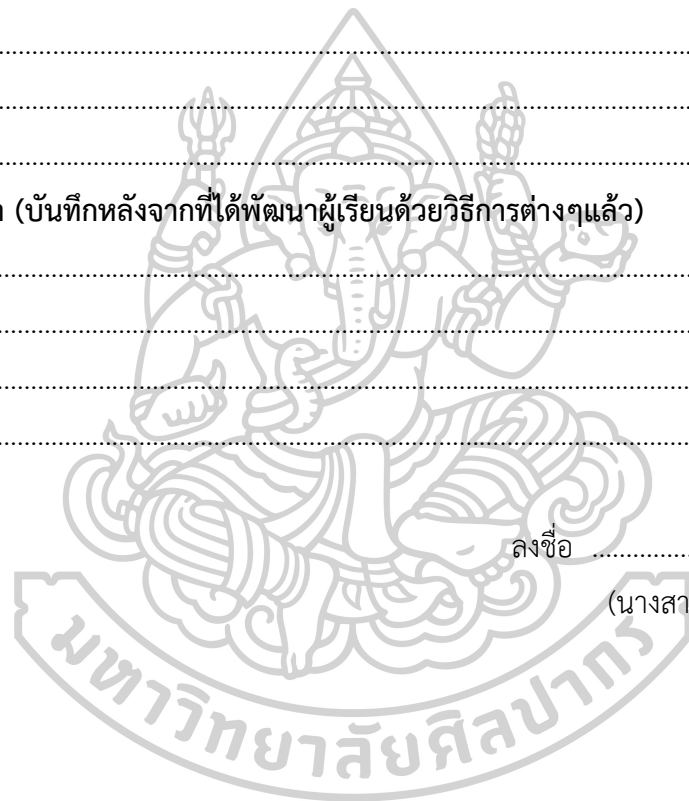 ................................................................................
................................................................................
................................................................................
(บันทึกหลังจากที่ได้พัฒนาผู้เรียนด้วยวิธีการต่างๆแล้ว)
................................................................................
................................................................................
................................................................................
................................................................................
ลงชื่อ ................
(นางสา
มหาวิทยาลัยศิลปากร